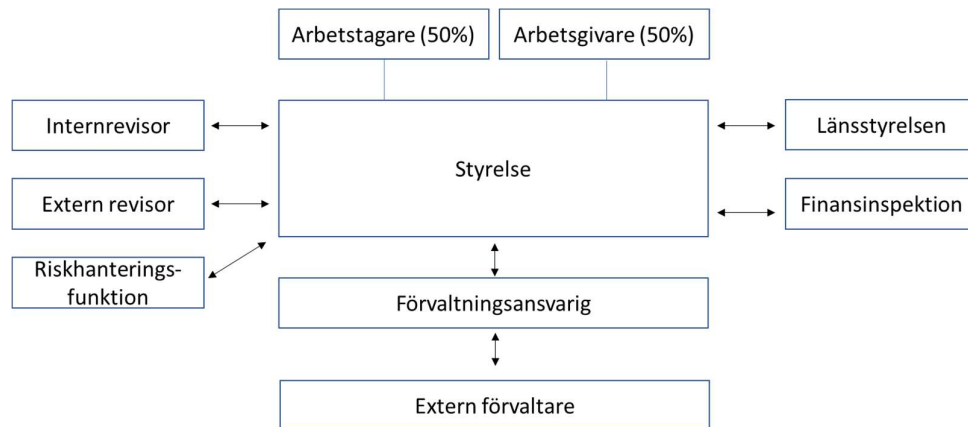 Arbetstagare (50%)
Arbetsgivare (50%)
Internrevisor
Styrelse
Länsstyrelsen
Extern revisor
Finansinspektion
Riskhanterings-
funktion
Förvaltningsansvarig
Extern förvaltare